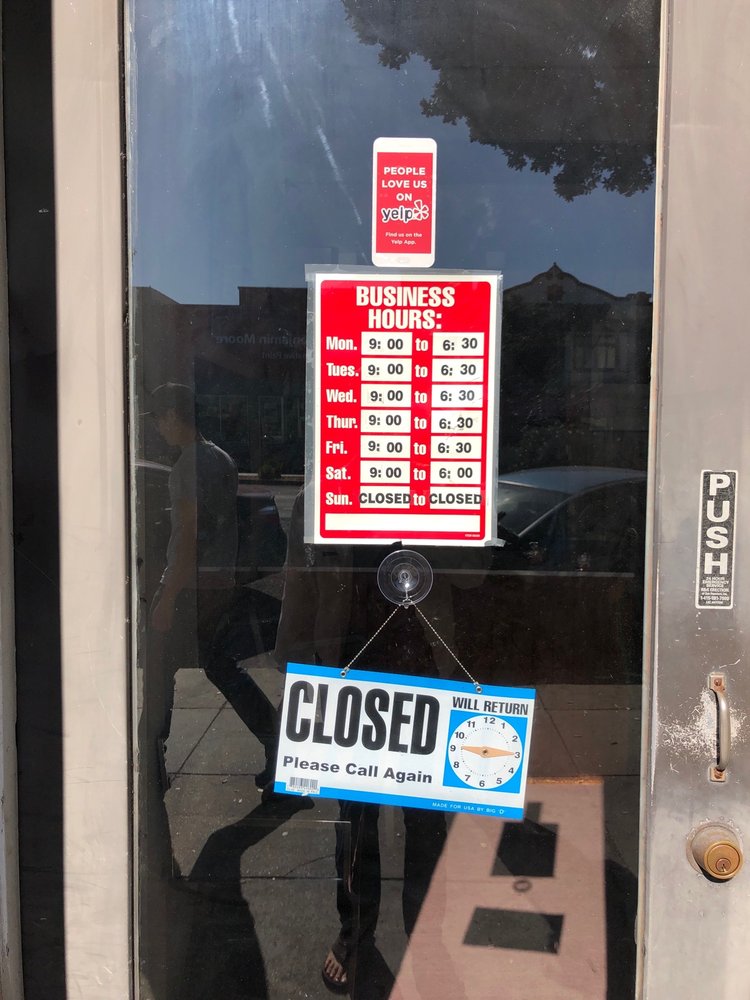 PEOPLE
LOVE US
ON
yelp
Find us on the
Yelp App.
BUSINESS
HOURS:
Mon. 9:00 to 6:30
Tues. 9:00 to 6:30
Wed. 9:00 to 6:30
Thur. 9:00 to 6:30
Fri. 9:00 to 6:30
Sat. 9:00 to 6:00
Sun. CLOSED to CLOSED
PUSH
24 HOUR
EMERGENCY
SERVICE
CLOSED
Please Call Again
WILL RETURN
12
1
2
3
4
5
6
7
8
9
10
11
MADE FOR USA BY BIG